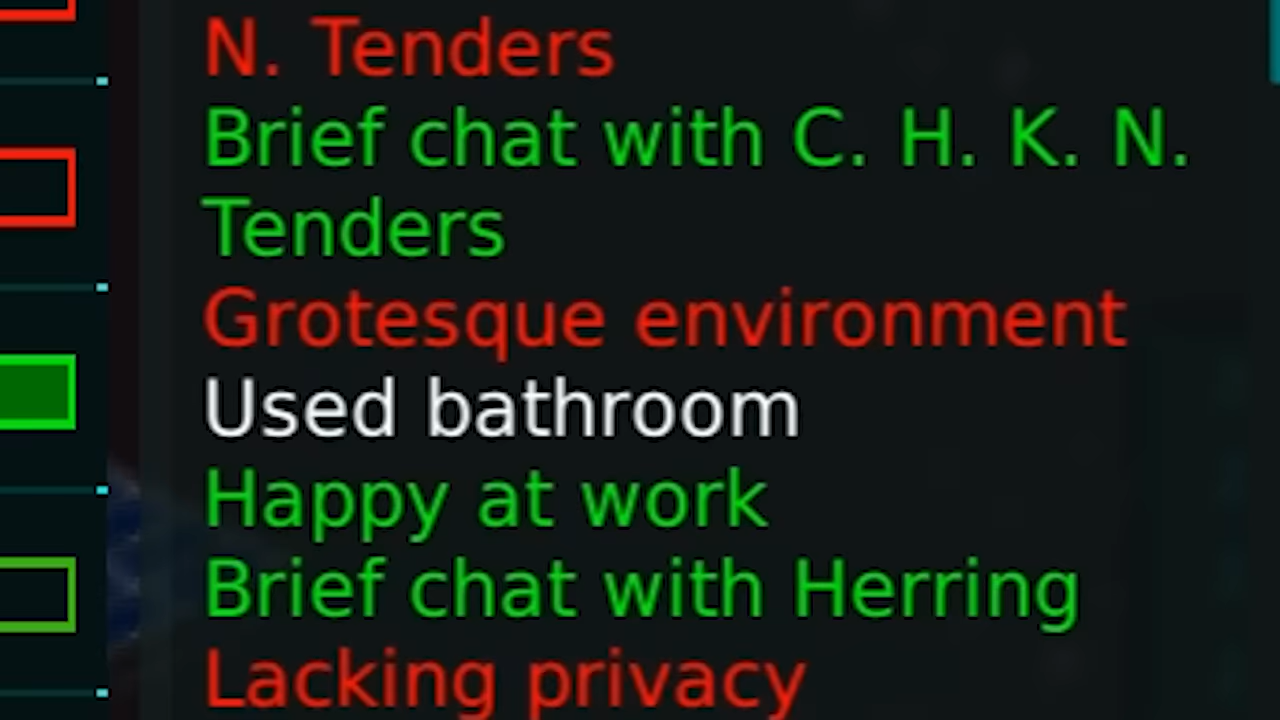 N. Tenders
Brief chat with C. H. K. N.
Tenders
Grotesque environment
Used bathroom
Happy at work
Brief chat with Herring
Lacking privacy